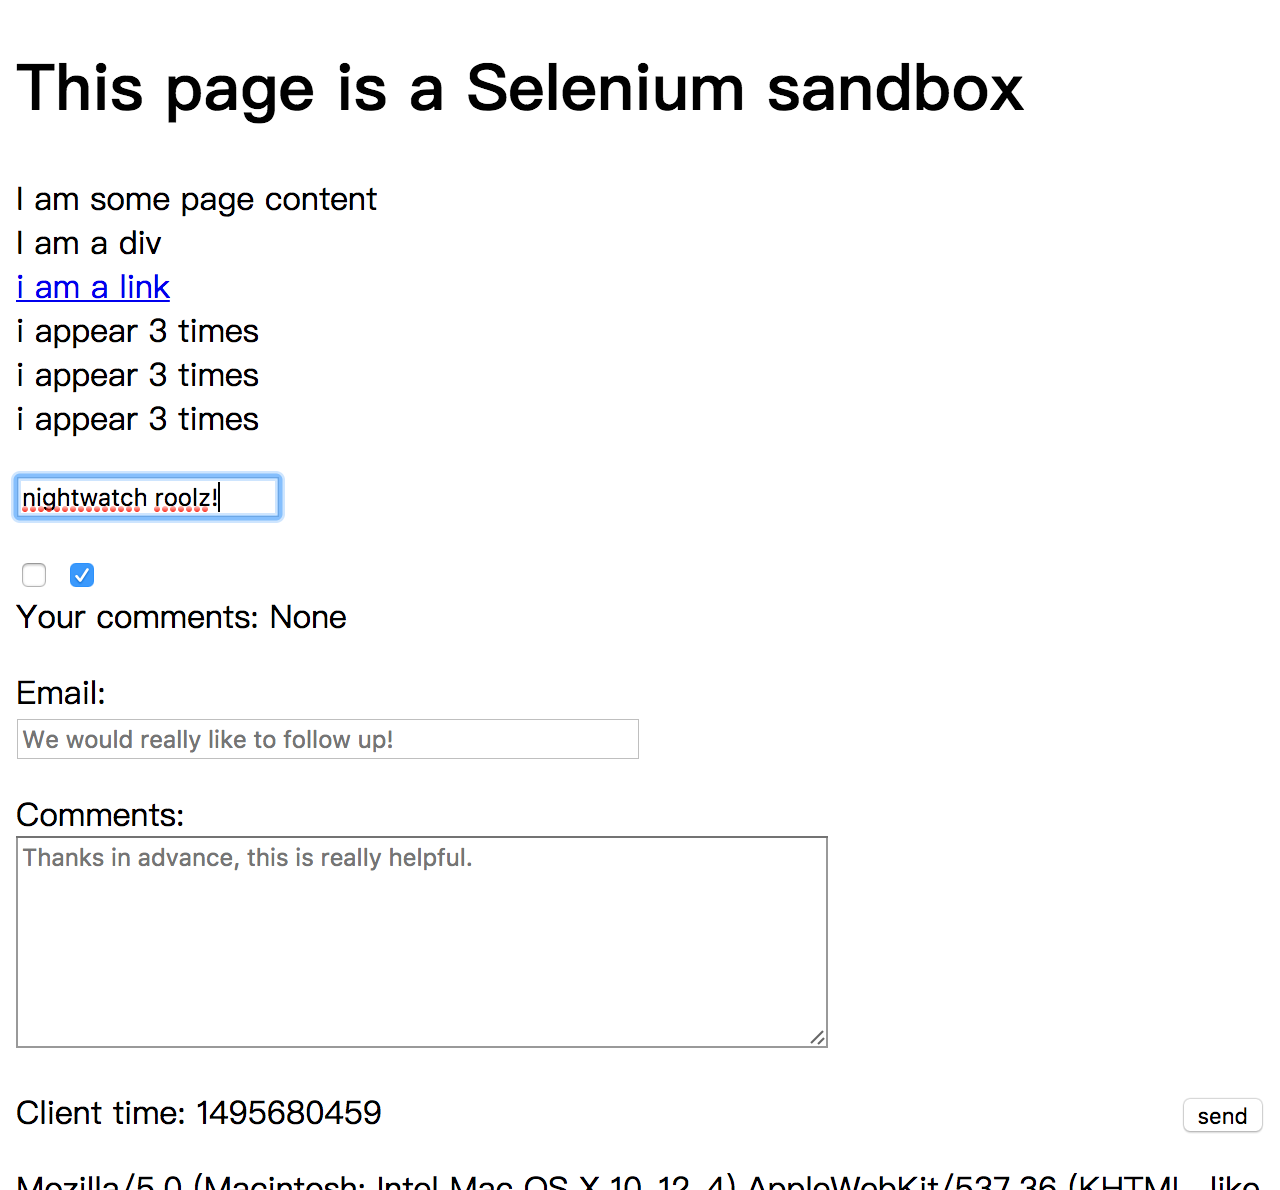 This page is a Selenium sandbox
I am some page content
I am a div
i am a link
i appear 3 times
i appear 3 times
i appear 3 times
nightwatch roolz!
Your comments: None
Email:
We would really like to follow up!
Comments:
Thanks in advance, this is really helpful.
Client time: 1495680459
send
Mozilla/5.0 (Macintosh; Intel Mac OS X 10_12_4) AppleWebKit/537.36 (KHTML, like